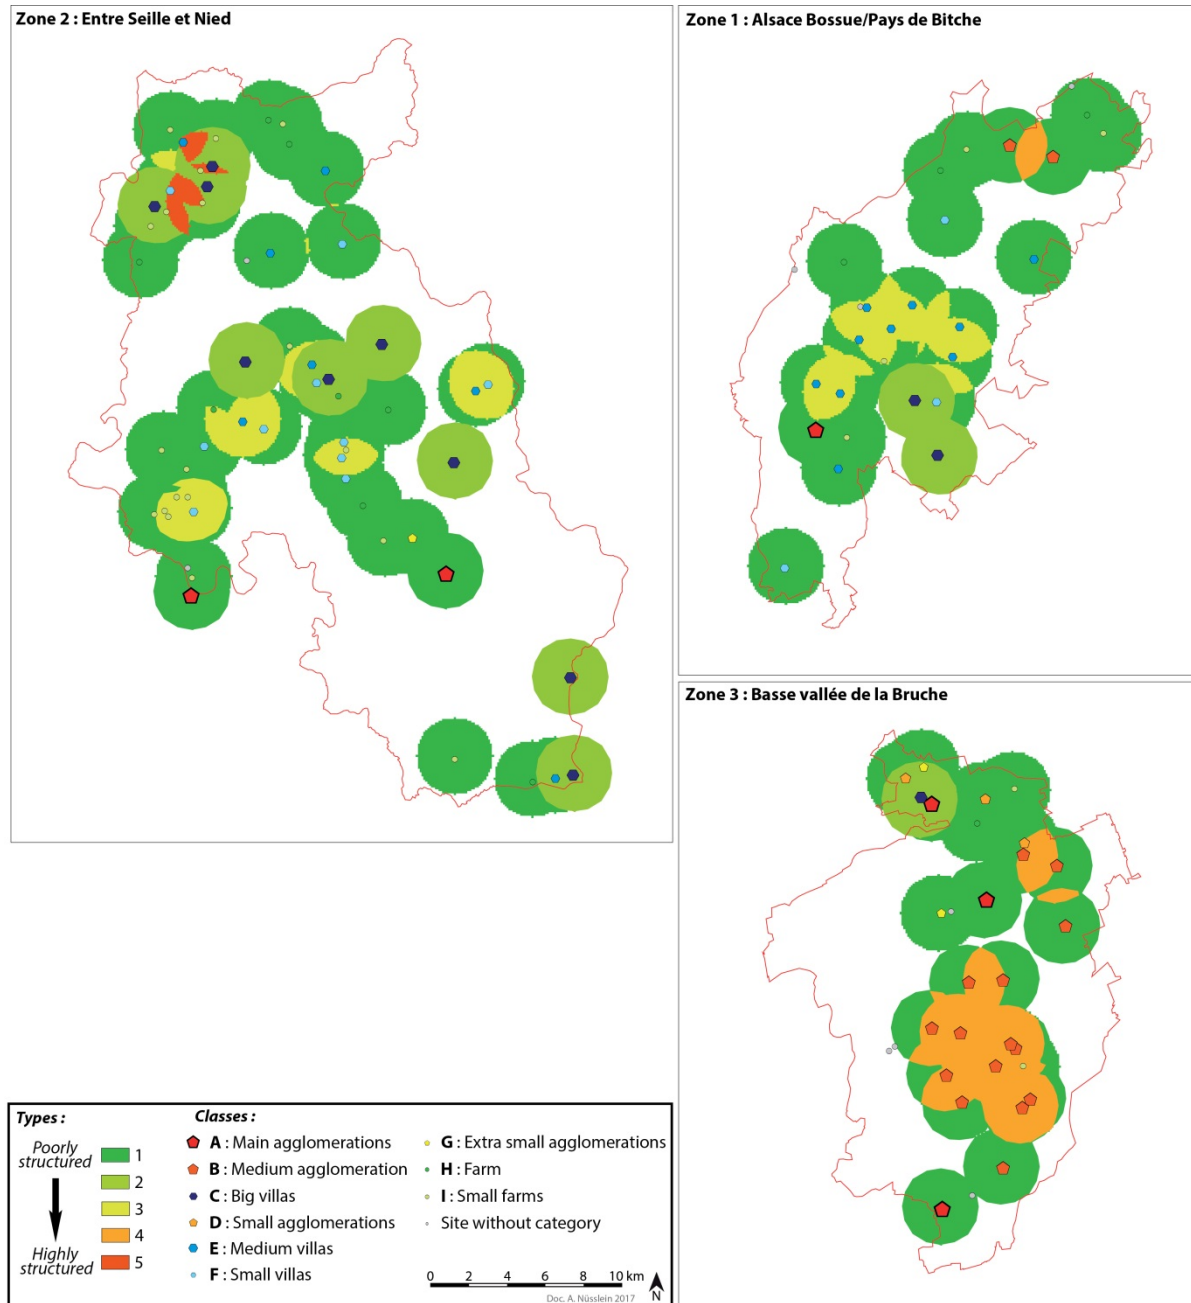 Zone 2 : Entre Seille et Nied
Zone 1 : Alsace Bossue/Pays de Bitche
Zone 3 : Basse vallée de la Bruche
Types :
Poorly
structured
Highly
structured
1
2
3
4
5
Classes :
A : Main agglomerations
B : Medium agglomeration
C : Big villas
D : Small agglomerations
E : Medium villas
F : Small villas
G : Extra small agglomerations
H : Farm
I : Small farms
Site without category
0 2 4 6 8 10 km
N
Doc. A. Nüsslein 2017